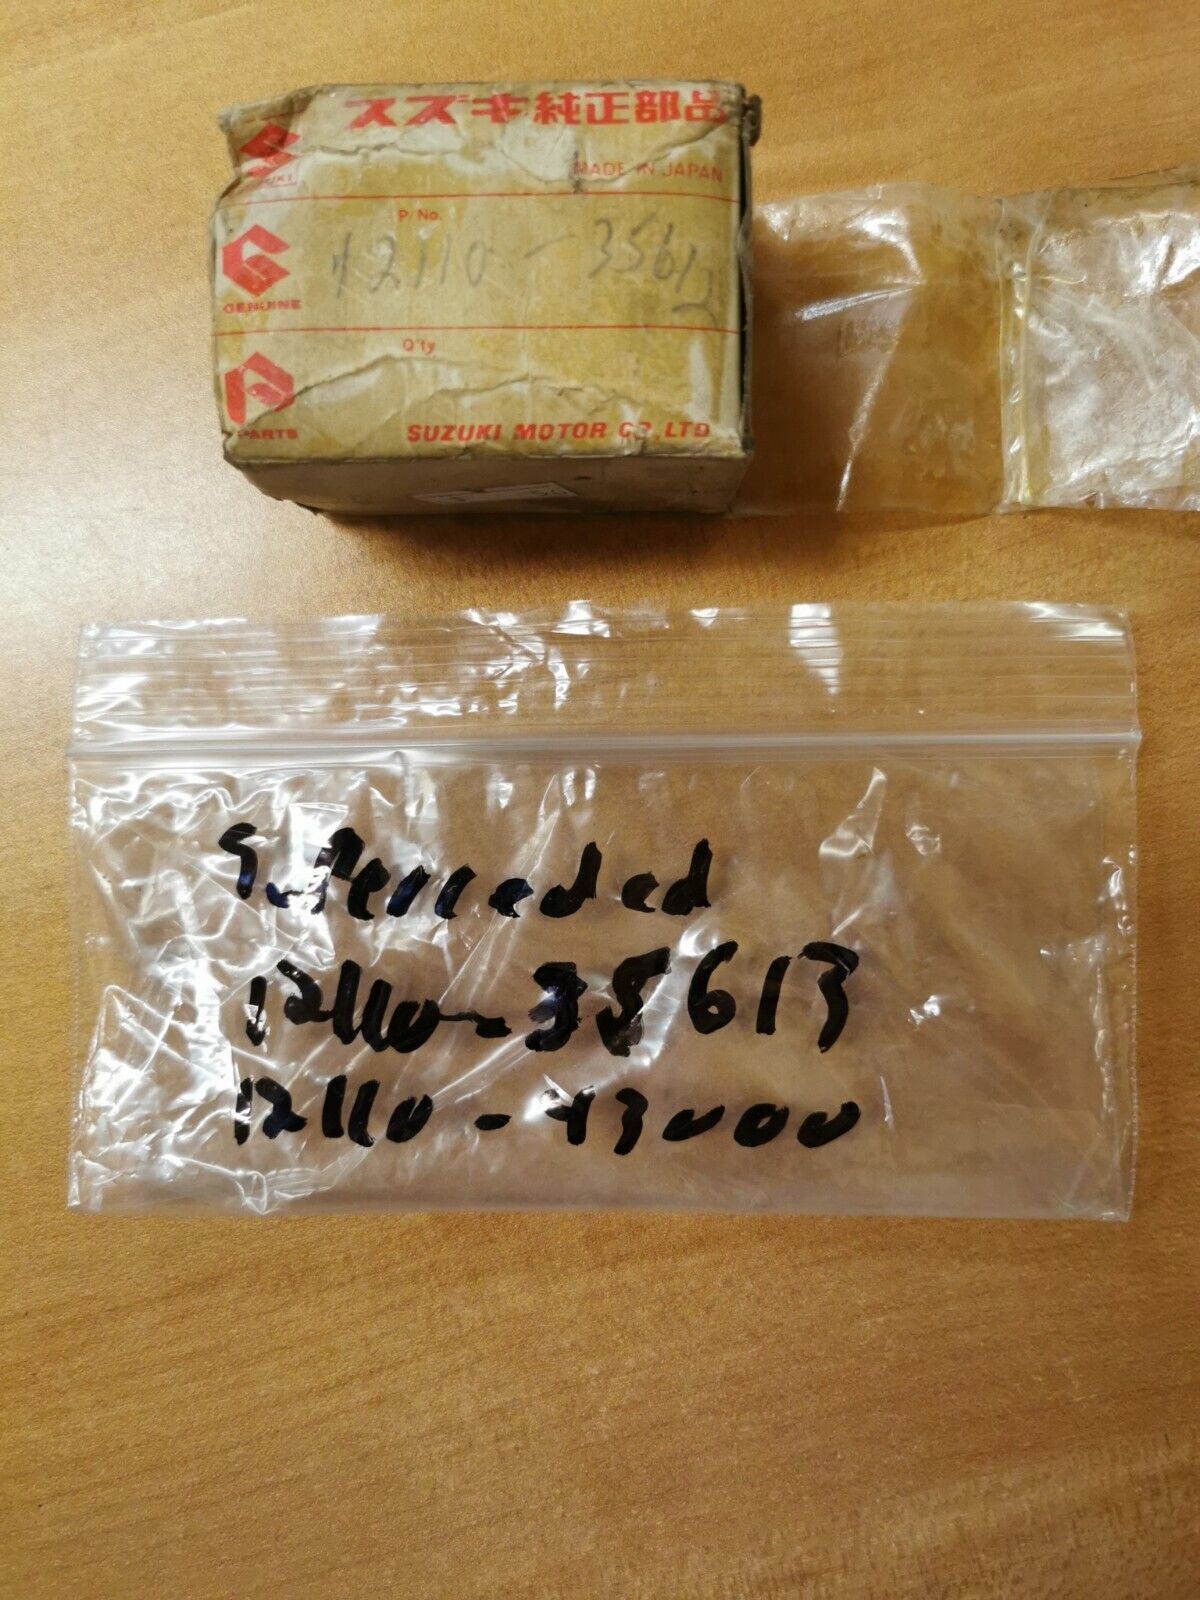 スズキ純正部品
MADE IN JAPAN
P/No.
12110-35612
GENUINE
Q'ty
PARTS
SUZUKI MOTOR CO.,LTD
Superceded
12110-35613
12110-43000